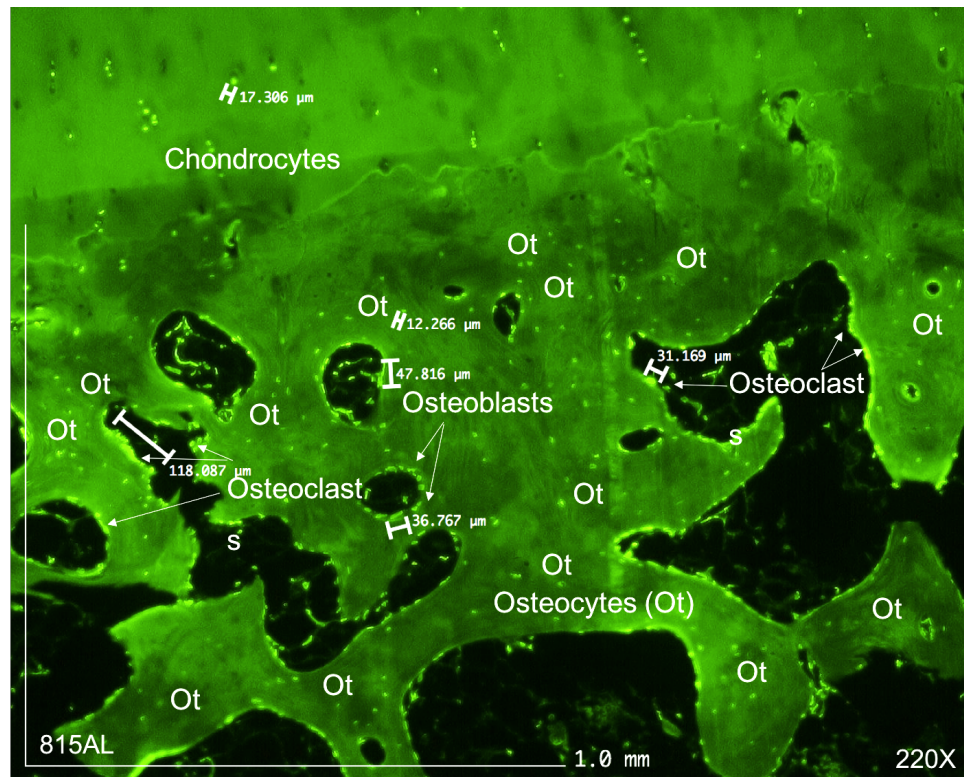 17.306 µm
Chondrocytes
Ot
Ot
Ot
Ot
12.266 µm
Ot
31.169 µm
Osteoclast
47.816 µm
Osteoblasts
Ot
Ot
Ot
s
118.087 µm
Osteoclast
Ot
36.767 µm
s
Ot
Osteocytes (Ot)
Ot
Ot
Ot
Ot
815AL
1.0 mm
220X